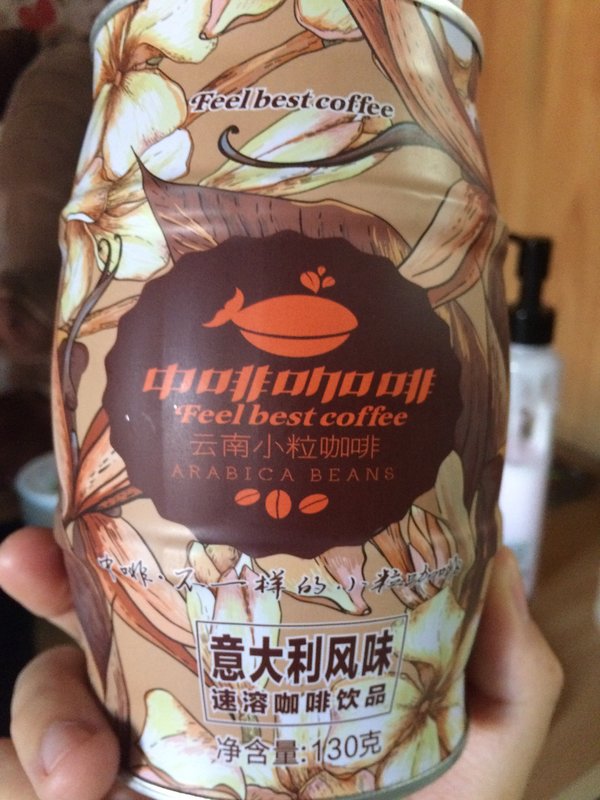 Feel best coffee
中啡咖啡
Feel best coffee
云南小粒咖啡
ARABICA BEANS
中啡·不一样的小粒咖啡
意大利风味
速溶咖啡饮品
净含量:130克